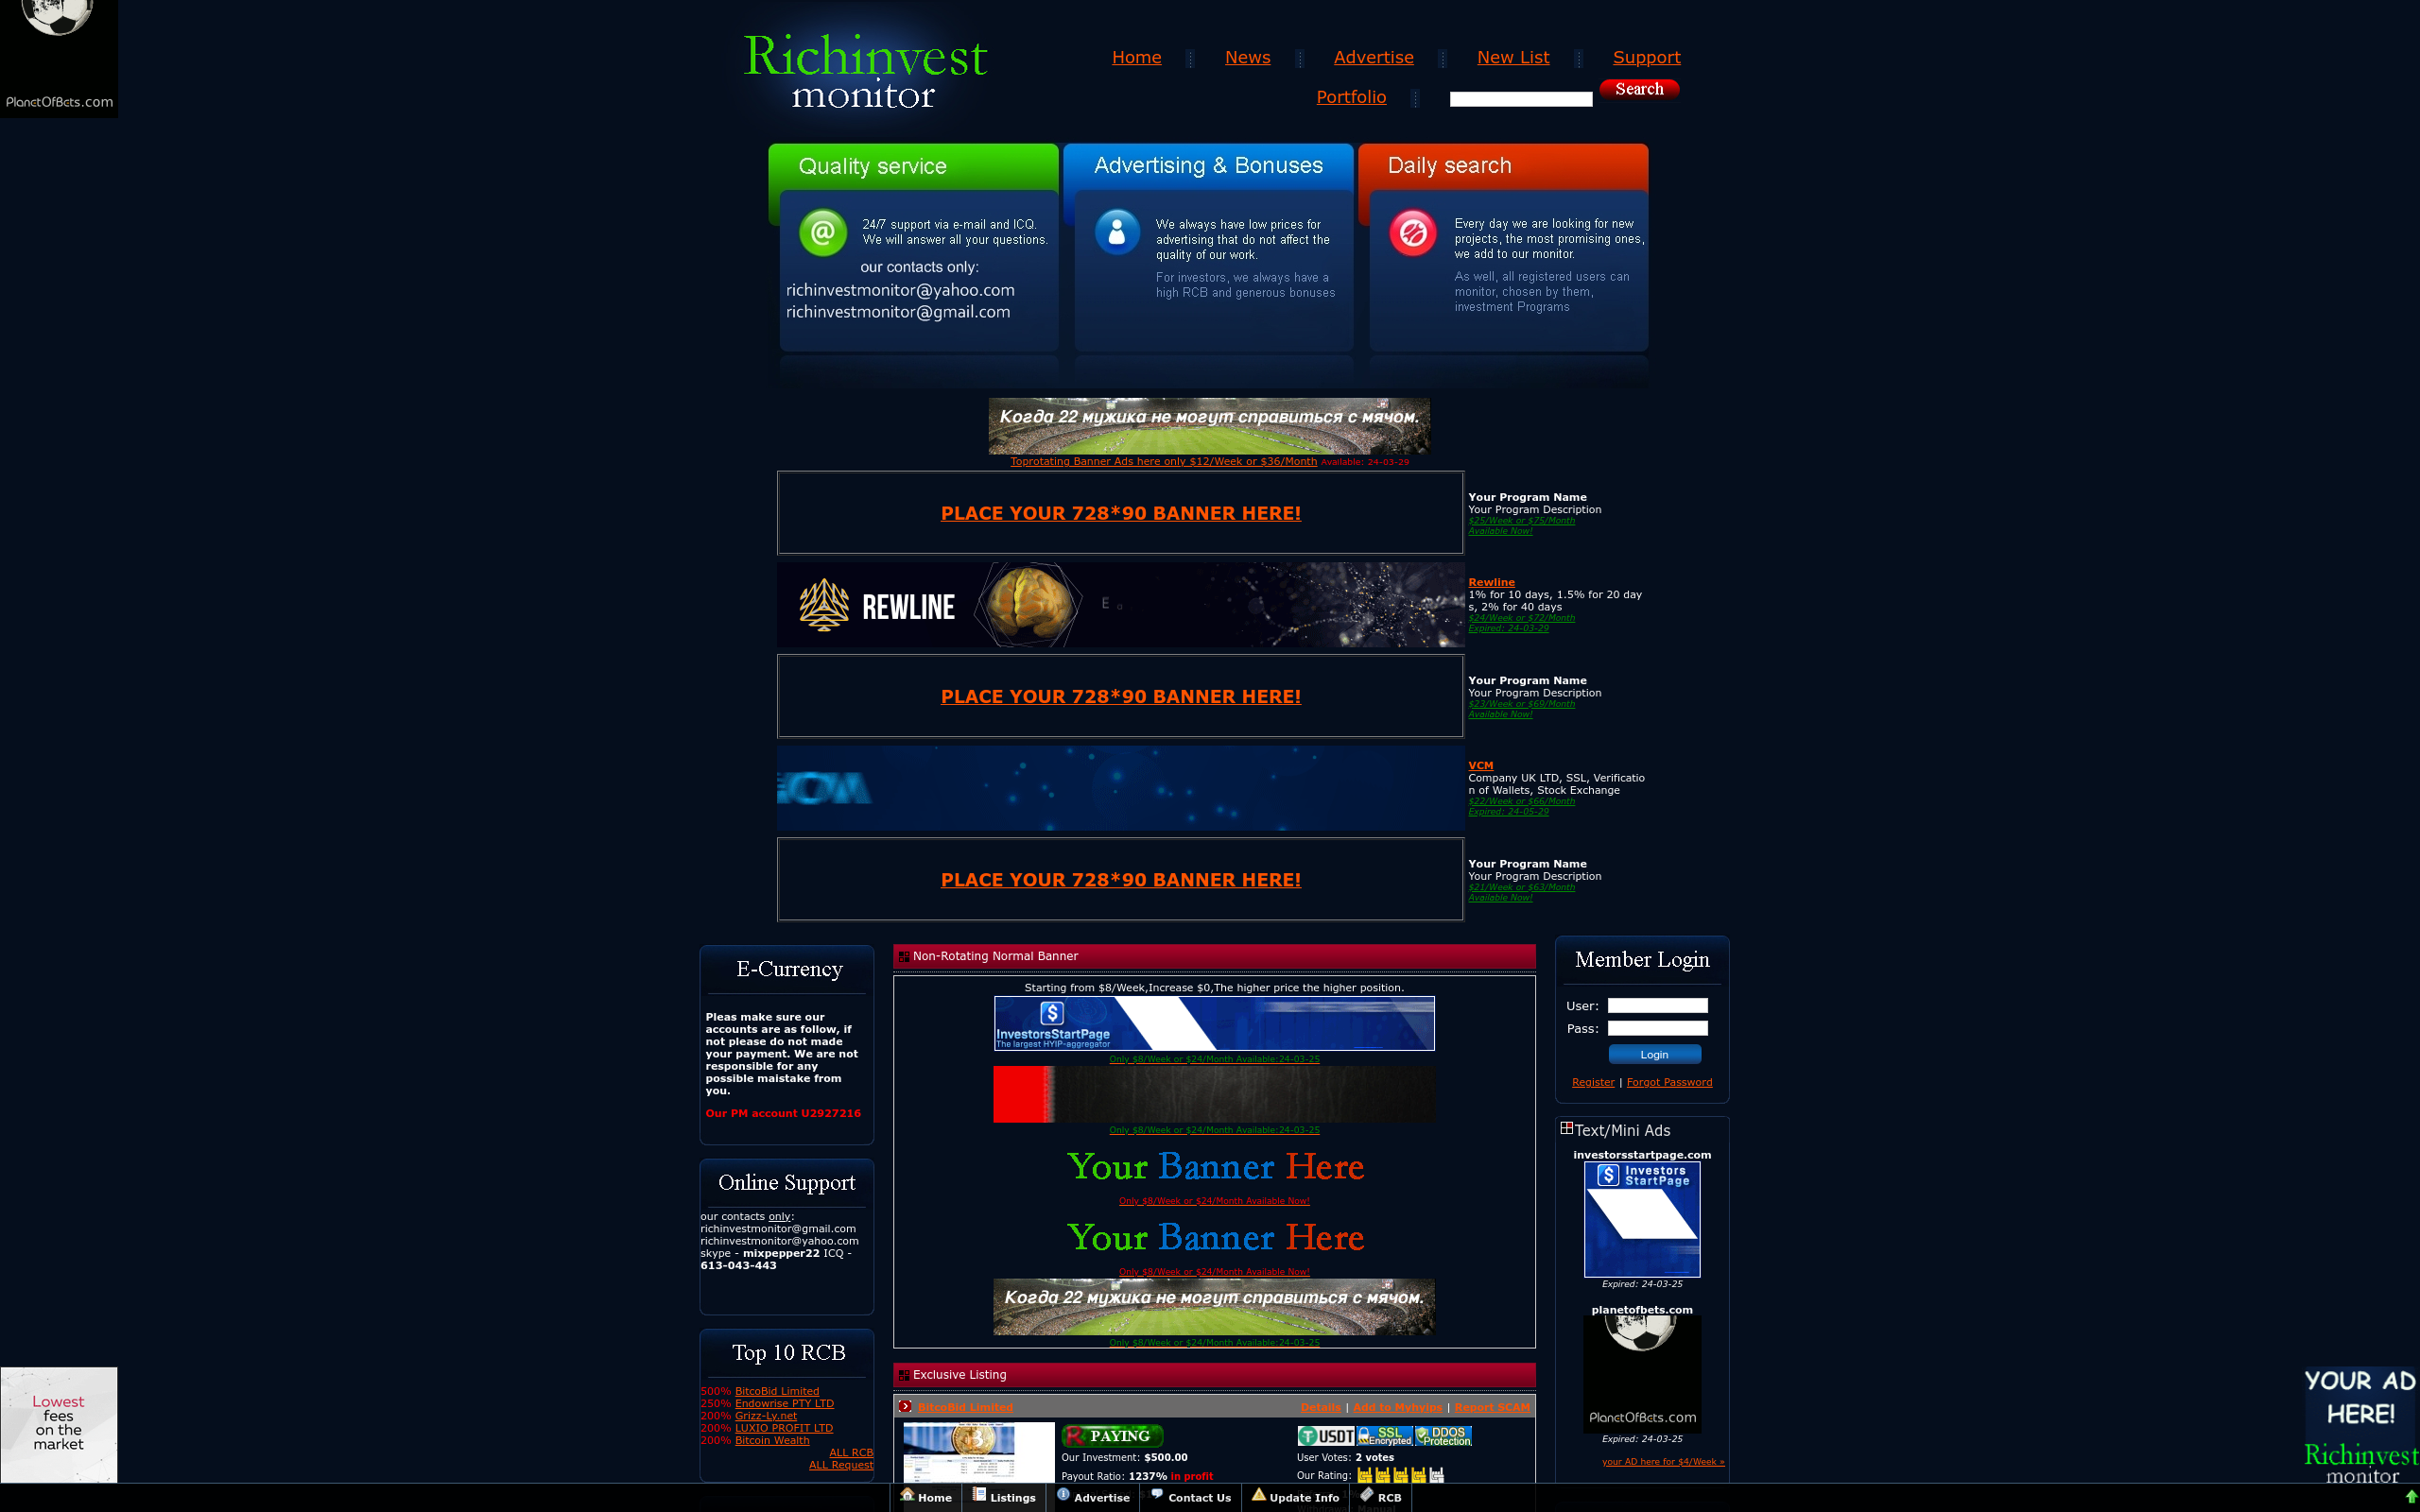 PlanetOfBets.com
Richinvest
monitor
Home
News
Advertise
New List
Support
Portfolio
Search
Quality service
24/7 support via e-mail and ICQ.
We will answer all your questions.
our contacts only:
richinvestmonitor@yahoo.com
richinvestmonitor@gmail.com
Advertising & Bonuses
We always have low prices for
advertising that do not affect the
quality of our work.
For investors, we always have a
high RCB and generous bonuses
Daily search
Every day we are looking for new
projects, the most promising ones,
we add to our monitor.
As well, all registered users can
monitor, chosen by them,
investment Programs
Когда 22 мужика не могут справиться с мячом.
Toprotating Banner Ads here only $12/Week or $36/Month Available: 24-03-29
PLACE YOUR 728*90 BANNER HERE!
Your Program Name
Your Program Description
$25/Week or $75/Month
Available Now!
REWLINE
Rewline
1% for 10 days, 1.5% for 20 day
s, 2% for 40 days
$24/Week or $72/Month
Expired: 24-03-29
PLACE YOUR 728*90 BANNER HERE!
Your Program Name
Your Program Description
$23/Week or $69/Month
Available Now!
VCM
Company UK LTD, SSL, Verificatio
n of Wallets, Stock Exchange
$22/Week or $66/Month
Expired: 24-05-29
PLACE YOUR 728*90 BANNER HERE!
Your Program Name
Your Program Description
$21/Week or $63/Month
Available Now!
E-Currency
Pleas make sure our
accounts are as follow, if
not please do not made
your payment. We are not
responsible for any
possible maistake from
you.
Our PM account U2927216
Online Support
our contacts only:
richinvestmonitor@gmail.com
richinvestmonitor@yahoo.com
skype - mixpepper22 ICQ -
613-043-443
Top 10 RCB
500% BitcoBid Limited
250% Endowrise PTY LTD
200% Grizz-Ly.net
200% LUXIO PROFIT LTD
200% Bitcoin Wealth
ALL RCB
ALL Request
Non-Rotating Normal Banner
Starting from $8/Week,Increase $0,The higher price the higher position.
InvestorsStartPage
The largest HYIP-aggregator
Only $8/Week or $24/Month Available:24-03-25
Only $8/Week or $24/Month Available:24-03-25
Your Banner Here
Only $8/Week or $24/Month Available Now!
Your Banner Here
Only $8/Week or $24/Month Available Now!
Когда 22 мужика не могут справиться с мячом.
Only $8/Week or $24/Month Available:24-03-25
Exclusive Listing
BitcoBid Limited
Details | Add to Myhyips | Report SCAM
PAYING
Our Investment: $500.00
Payout Ratio: 1237% in profit
USDT
SSL
Encrypted
DDOS
Protection
User Votes: 2 votes
Our Rating:
Member Login
User:
Pass:
Login
Register | Forgot Password
Text/Mini Ads
investorsstartpage.com
Investors
StartPage
Expired: 24-03-25
planetofbets.com
PlanetOfBets.com
Expired: 24-03-25
your AD here for $4/Week »
Lowest
fees
on the
market
YOUR AD
HERE!
Richinvest
monitor
Home
Listings
Advertise
Contact Us
Update Info
RCB